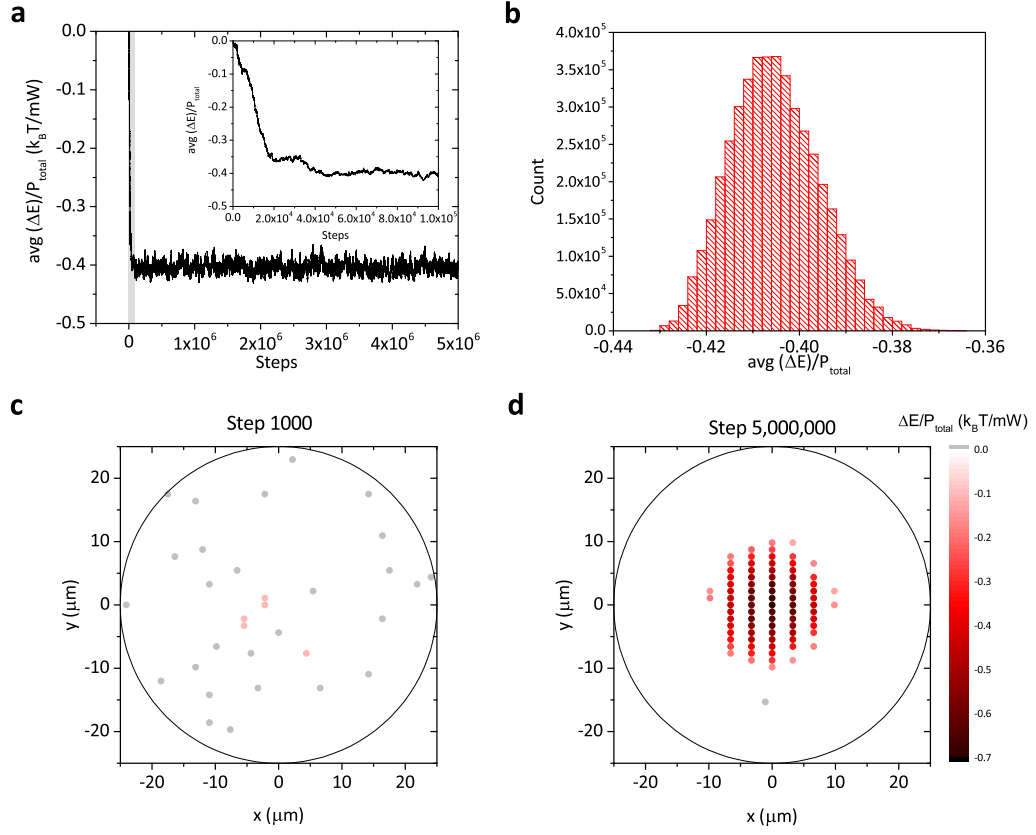 a
avg (ΔE)/P_total (k_BT/mW)
0.0
-0.1
-0.2
-0.3
-0.4
-0.5
0
1x10^6
2x10^6
3x10^6
4x10^6
5x10^6
Steps
avg (ΔE)/P_total
0.0
-0.1
-0.2
-0.3
-0.4
-0.5
0.0
2.0x10^4
4.0x10^4
6.0x10^4
8.0x10^4
1.0x10^5
Steps
b
Count
4.0x10^5
3.5x10^5
3.0x10^5
2.5x10^5
2.0x10^5
1.5x10^5
1.0x10^5
5.0x10^4
0.0
-0.44
-0.42
-0.40
-0.38
-0.36
avg (ΔE)/P_total
c
Step 1000
y (μm)
20
10
0
-10
-20
-20
-10
0
10
20
x (μm)
d
Step 5,000,000
y (μm)
20
10
0
-10
-20
-20
-10
0
10
20
x (μm)
ΔE/P_total (k_BT/mW)
0.0
-0.1
-0.2
-0.3
-0.4
-0.5
-0.6
-0.7